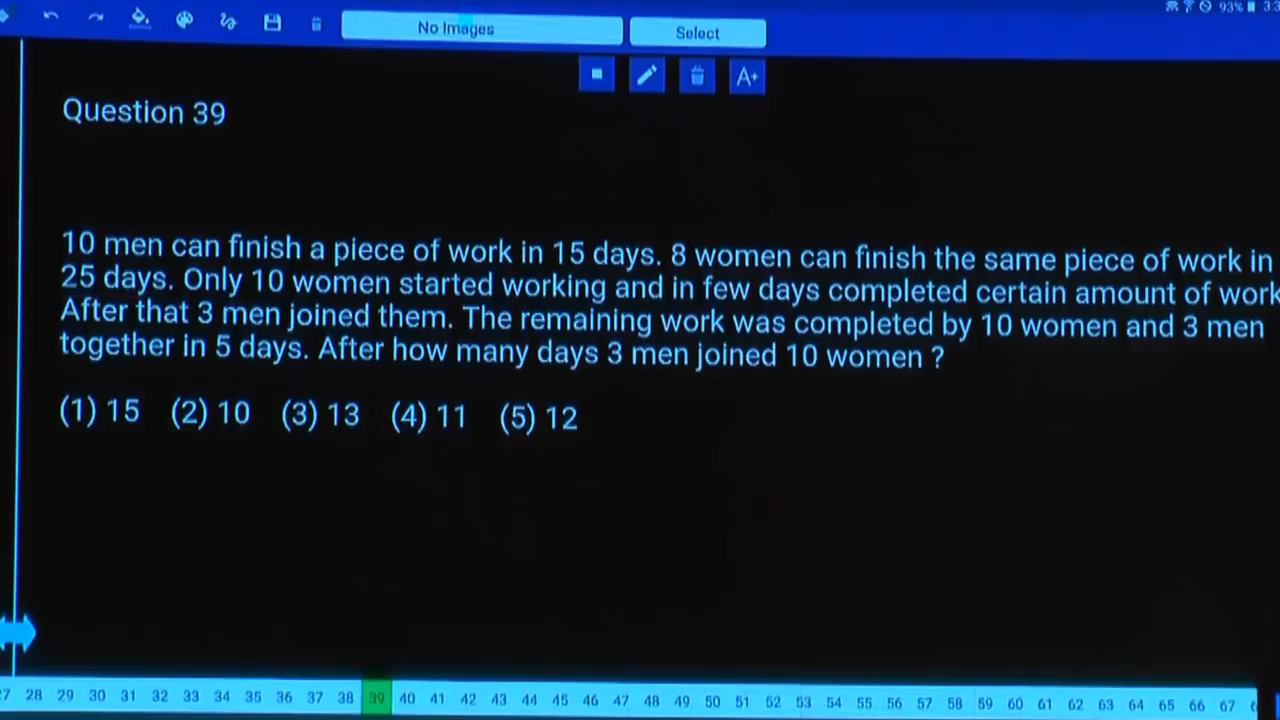 93% 3:3
No Images
Select
A+
Question 39
10 men can finish a piece of work in 15 days. 8 women can finish the same piece of work in
25 days. Only 10 women started working and in few days completed certain amount of work
After that 3 men joined them. The remaining work was completed by 10 women and 3 men
together in 5 days. After how many days 3 men joined 10 women ?
(1) 15 (2) 10 (3) 13 (4) 11 (5) 12
28 29 30 31 32 33 34 35 36 37 38 39 40 41 42 43 44 45 46 47 48 49 50 51 52 53 54 55 56 57 58 59 60 61 62 63 64 65 66 67